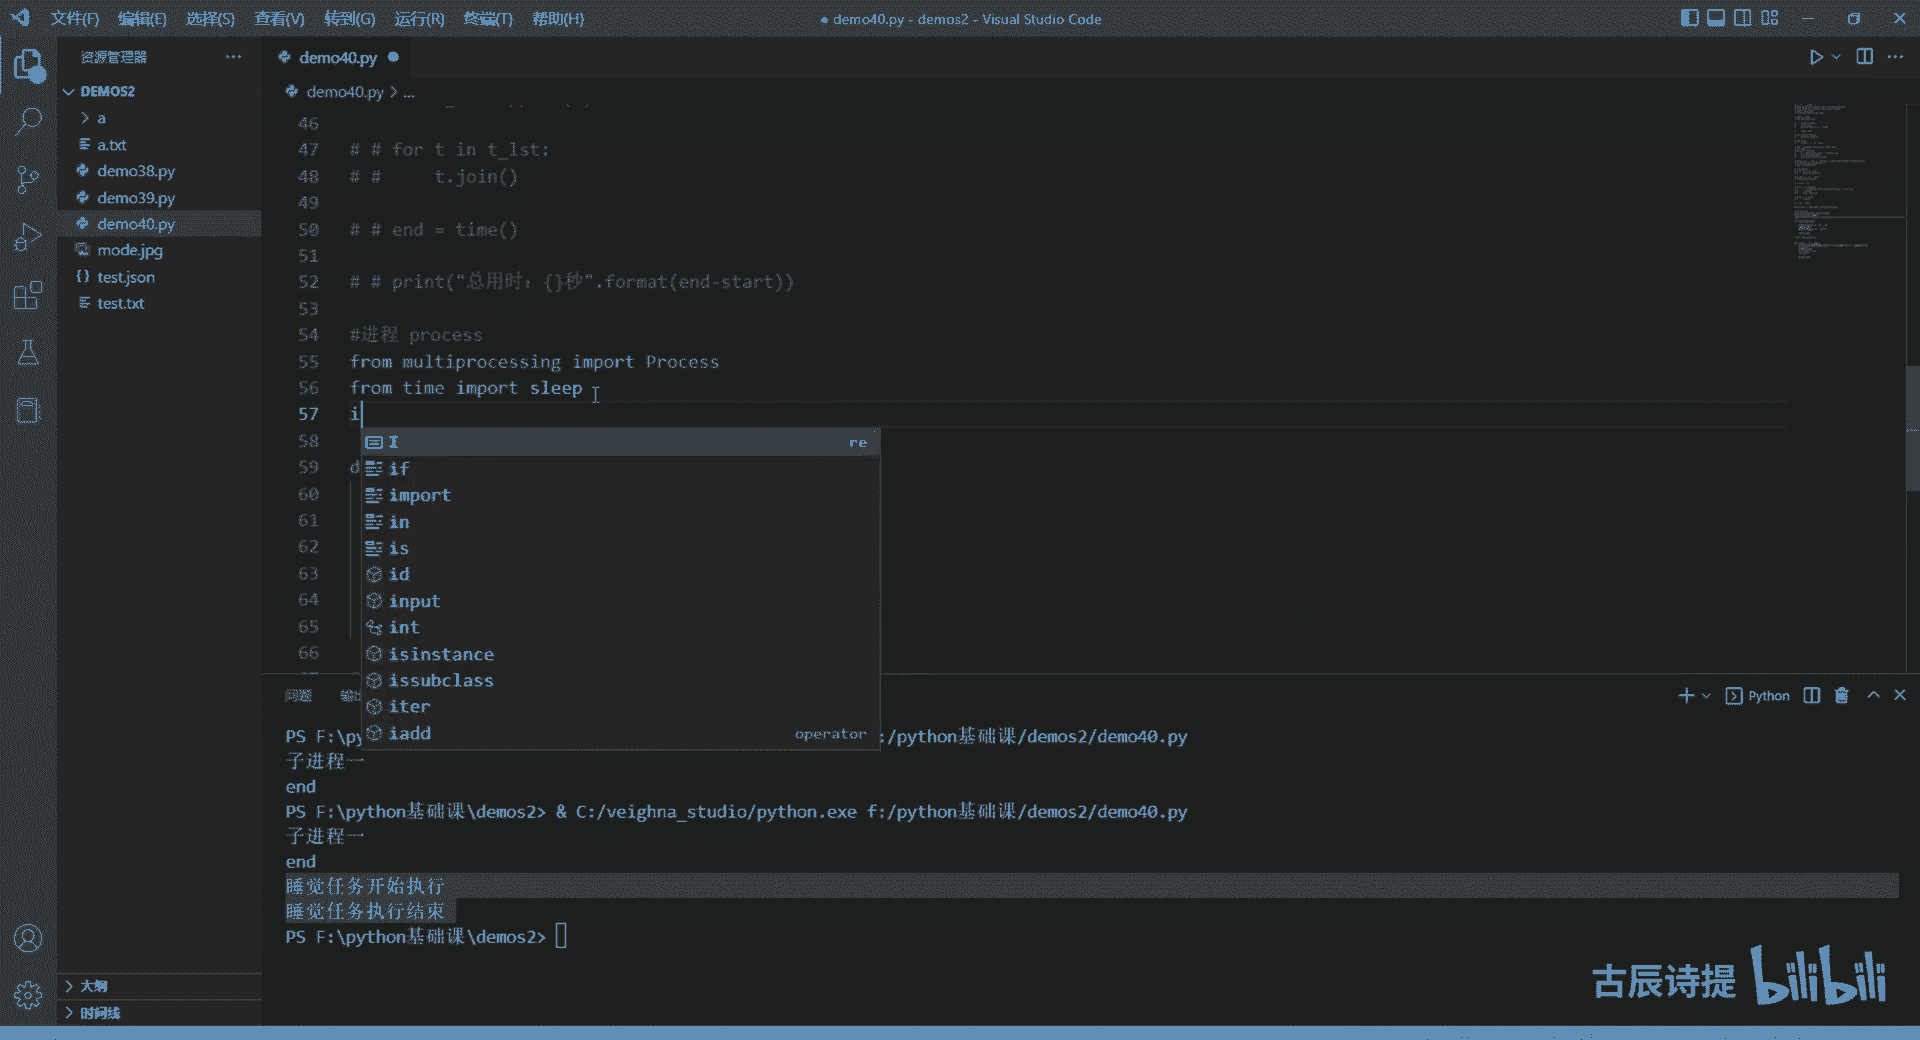 文件(F) 编辑(E) 选择(S) 查看(V) 转到(G) 运行(R) 终端(T) 帮助(H) ● demo40.py - demos2 - Visual Studio Code
资源管理器 ··· demo40.py ●
DEMOS2
demo40.py > ...
a
a.txt
demo38.py
demo39.py
demo40.py
mode.jpg
{} test.json
test.txt
46
47 # # for t in t_lst:
48 # #     t.join()
49
50 # # end = time()
51
52 # # print("总用时：{}秒".format(end-start))
53
54 #进程 process
55 from multiprocessing import Process
56 from time import sleep
57 i
58
59 d
60
61
62
63
64
65
66
I re
if
import
in
is
id
input
int
isinstance
issubclass
iter
iadd operator
问题
Python
PS F:\py :/python基础课/demos2/demo40.py
子进程一
end
PS F:\python基础课\demos2> & C:/veighna_studio/python.exe f:/python基础课/demos2/demo40.py
子进程一
end
睡觉任务开始执行
睡觉任务执行结束
PS F:\python基础课\demos2>
大纲
时间线
古辰诗提 bilibili